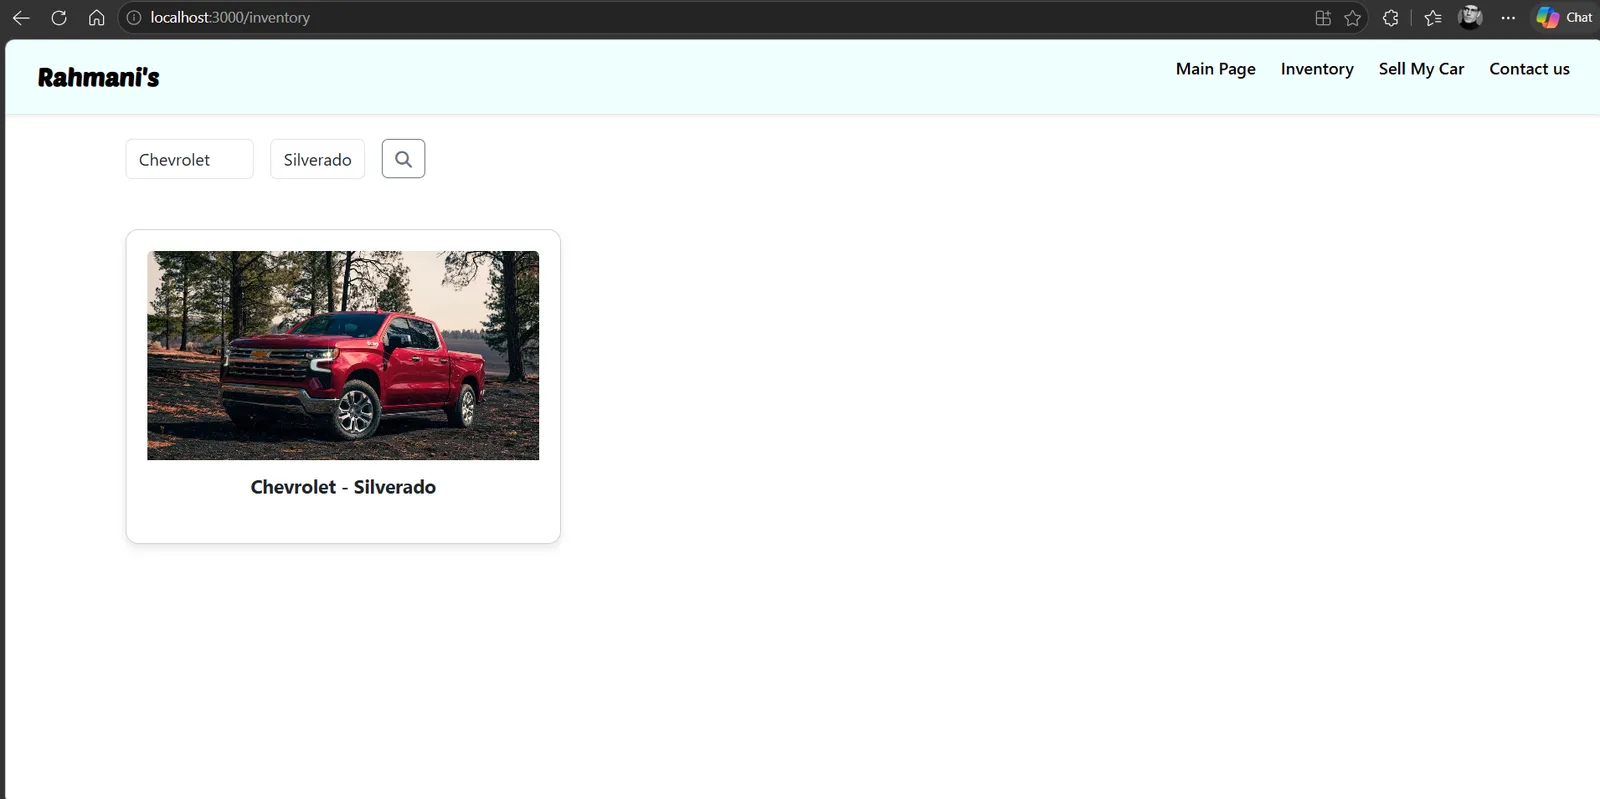 localhost:3000/inventory
Chat
Rahmani's
Main Page Inventory Sell My Car Contact us
Chevrolet Silverado
Chevrolet - Silverado